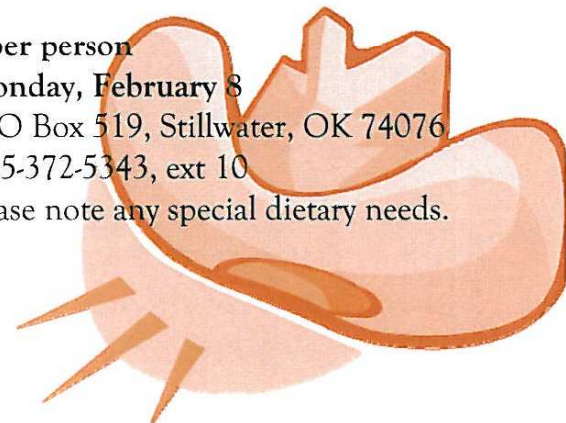 per person
onday, February 8
O Box 519, Stillwater, OK 74076
5-372-5343, ext 10
ase note any special dietary needs.